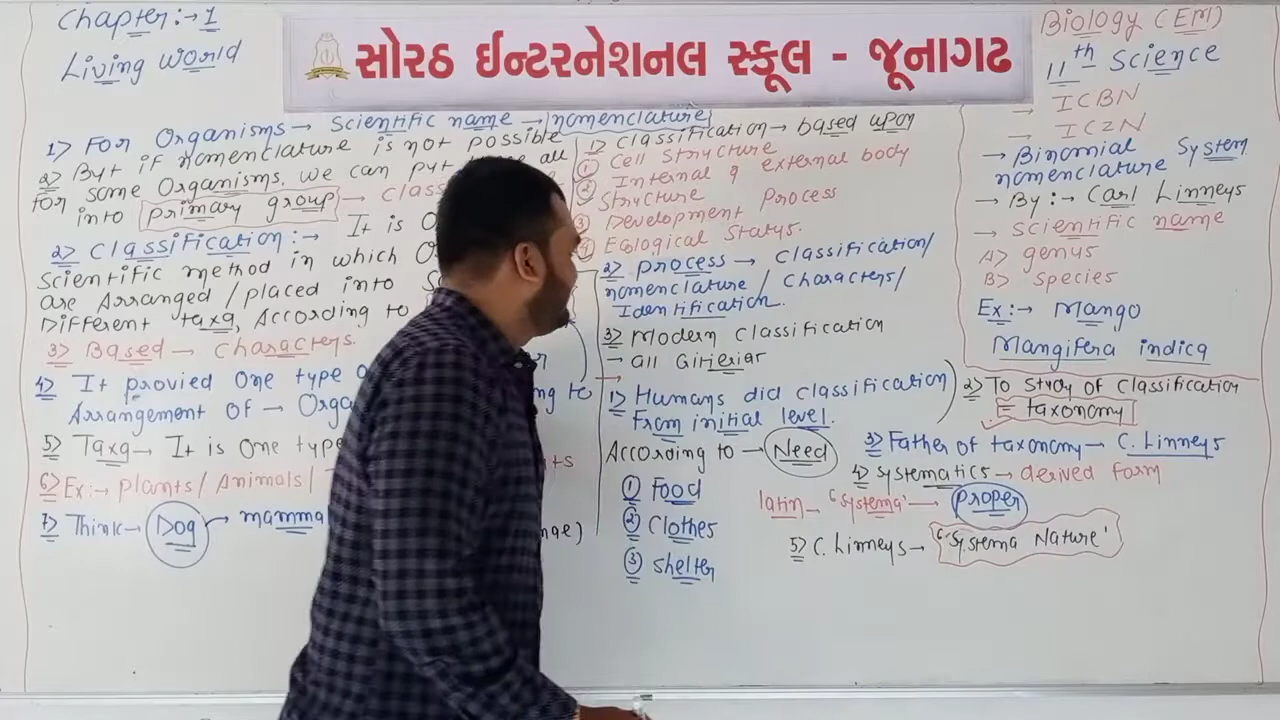 Chapter:→1
Living world
સોરઠ ઈન્ટરનેશનલ સ્કૂલ - જૂનાગઢ
Biology (EM)
11th Science
→ ICBN
→ ICZN
→ Binomial System
nomenclature
→ By:→ Carl Linneys
→ Scientific name
A> genus
B> Species
Ex:→ Mango
Mangifera indica
1> For Organisms → Scientific name → nomenclature
2> But if nomenclature is not possible
for some Organisms, we can put all
into primary group → class
2> Classification:→ It is
Scientific method in which
are Arranged/placed into
Different taxa, According to
3> Based → Characters.
4> It provied One type
Arrangement OF → Orga
ng to
5> Taxa → It is One type
6> Ex:→ Plants/Animals/
ts
7> Think → Dog → mamma
1> Classification → based upon
① Cell Structure
② Internal & external body
Structure
③ Development Process
④ Ecological Status.
2> process → Classification/
nomenclature/Characters/
Identification.
3> Modern Classification
1> Humans did Classification
From initial level.
According to → Need
① Food
② Clothes
③ Shelter
2> To study of Classification
= taxonomy
3> Father of taxonomy → C. Linneys
4> Systematics → derived form
latin → 'Systema' → proper
5> C. Linneys → 'Systema Nature'